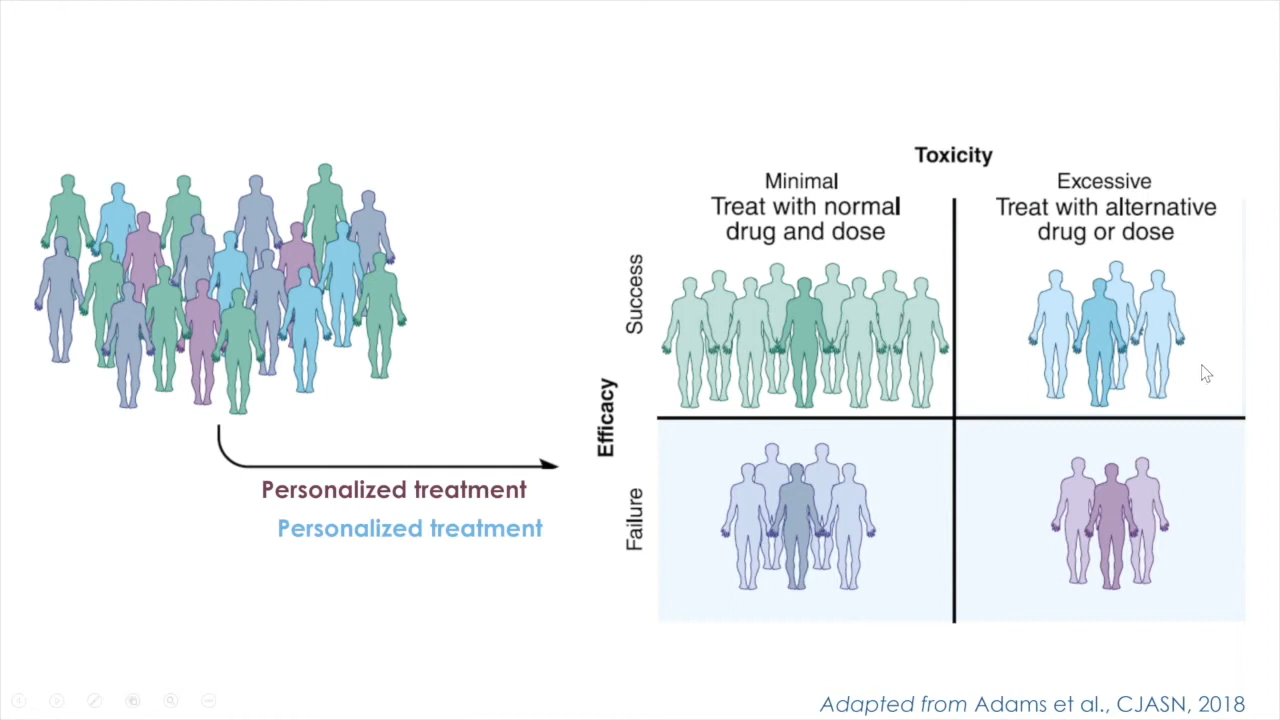 Toxicity
Minimal
Treat with normal
drug and dose
Excessive
Treat with alternative
drug or dose
Efficacy
Success
Failure
Personalized treatment
Personalized treatment
Adapted from Adams et al., CJASN, 2018